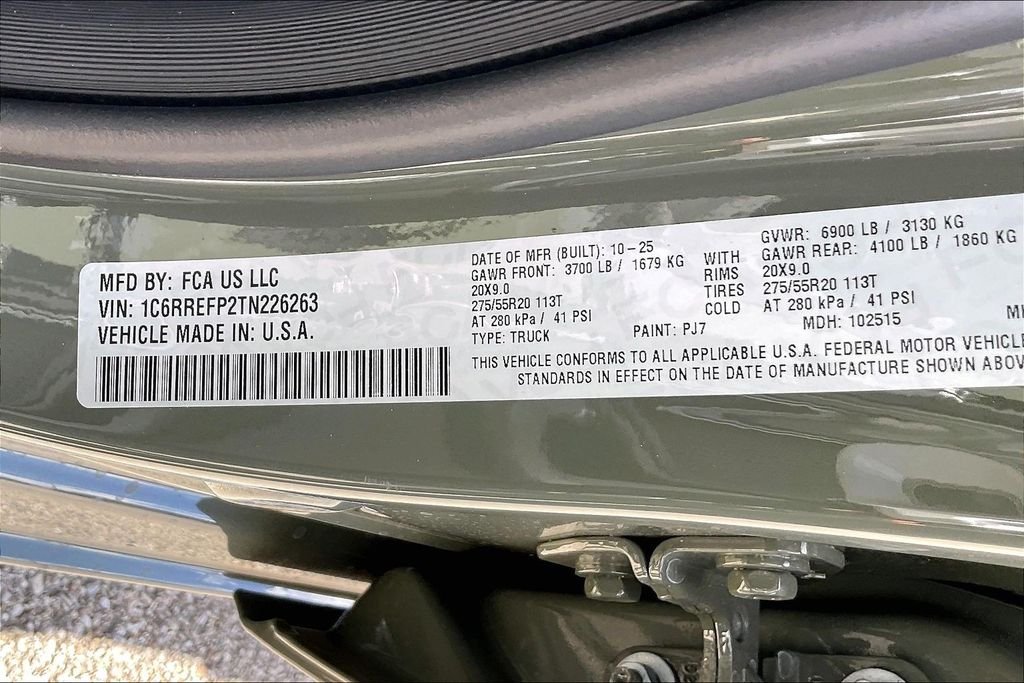 MFD BY: FCA US LLC
VIN: 1C6RREFP2TN226263
VEHICLE MADE IN: U.S.A.
DATE OF MFR (BUILT): 10-25
GAWR FRONT: 3700 LB / 1679 KG
20X9.0
275/55R20 113T
AT 280 kPa / 41 PSI
TYPE: TRUCK
PAINT: PJ7
WITH
RIMS
TIRES
COLD
GVWR: 6900 LB / 3130 KG
GAWR REAR: 4100 LB / 1860 KG
20X9.0
275/55R20 113T
AT 280 kPa / 41 PSI
MDH: 102515
THIS VEHICLE CONFORMS TO ALL APPLICABLE U.S.A. FEDERAL MOTOR VEHICLE
STANDARDS IN EFFECT ON THE DATE OF MANUFACTURE SHOWN ABOV